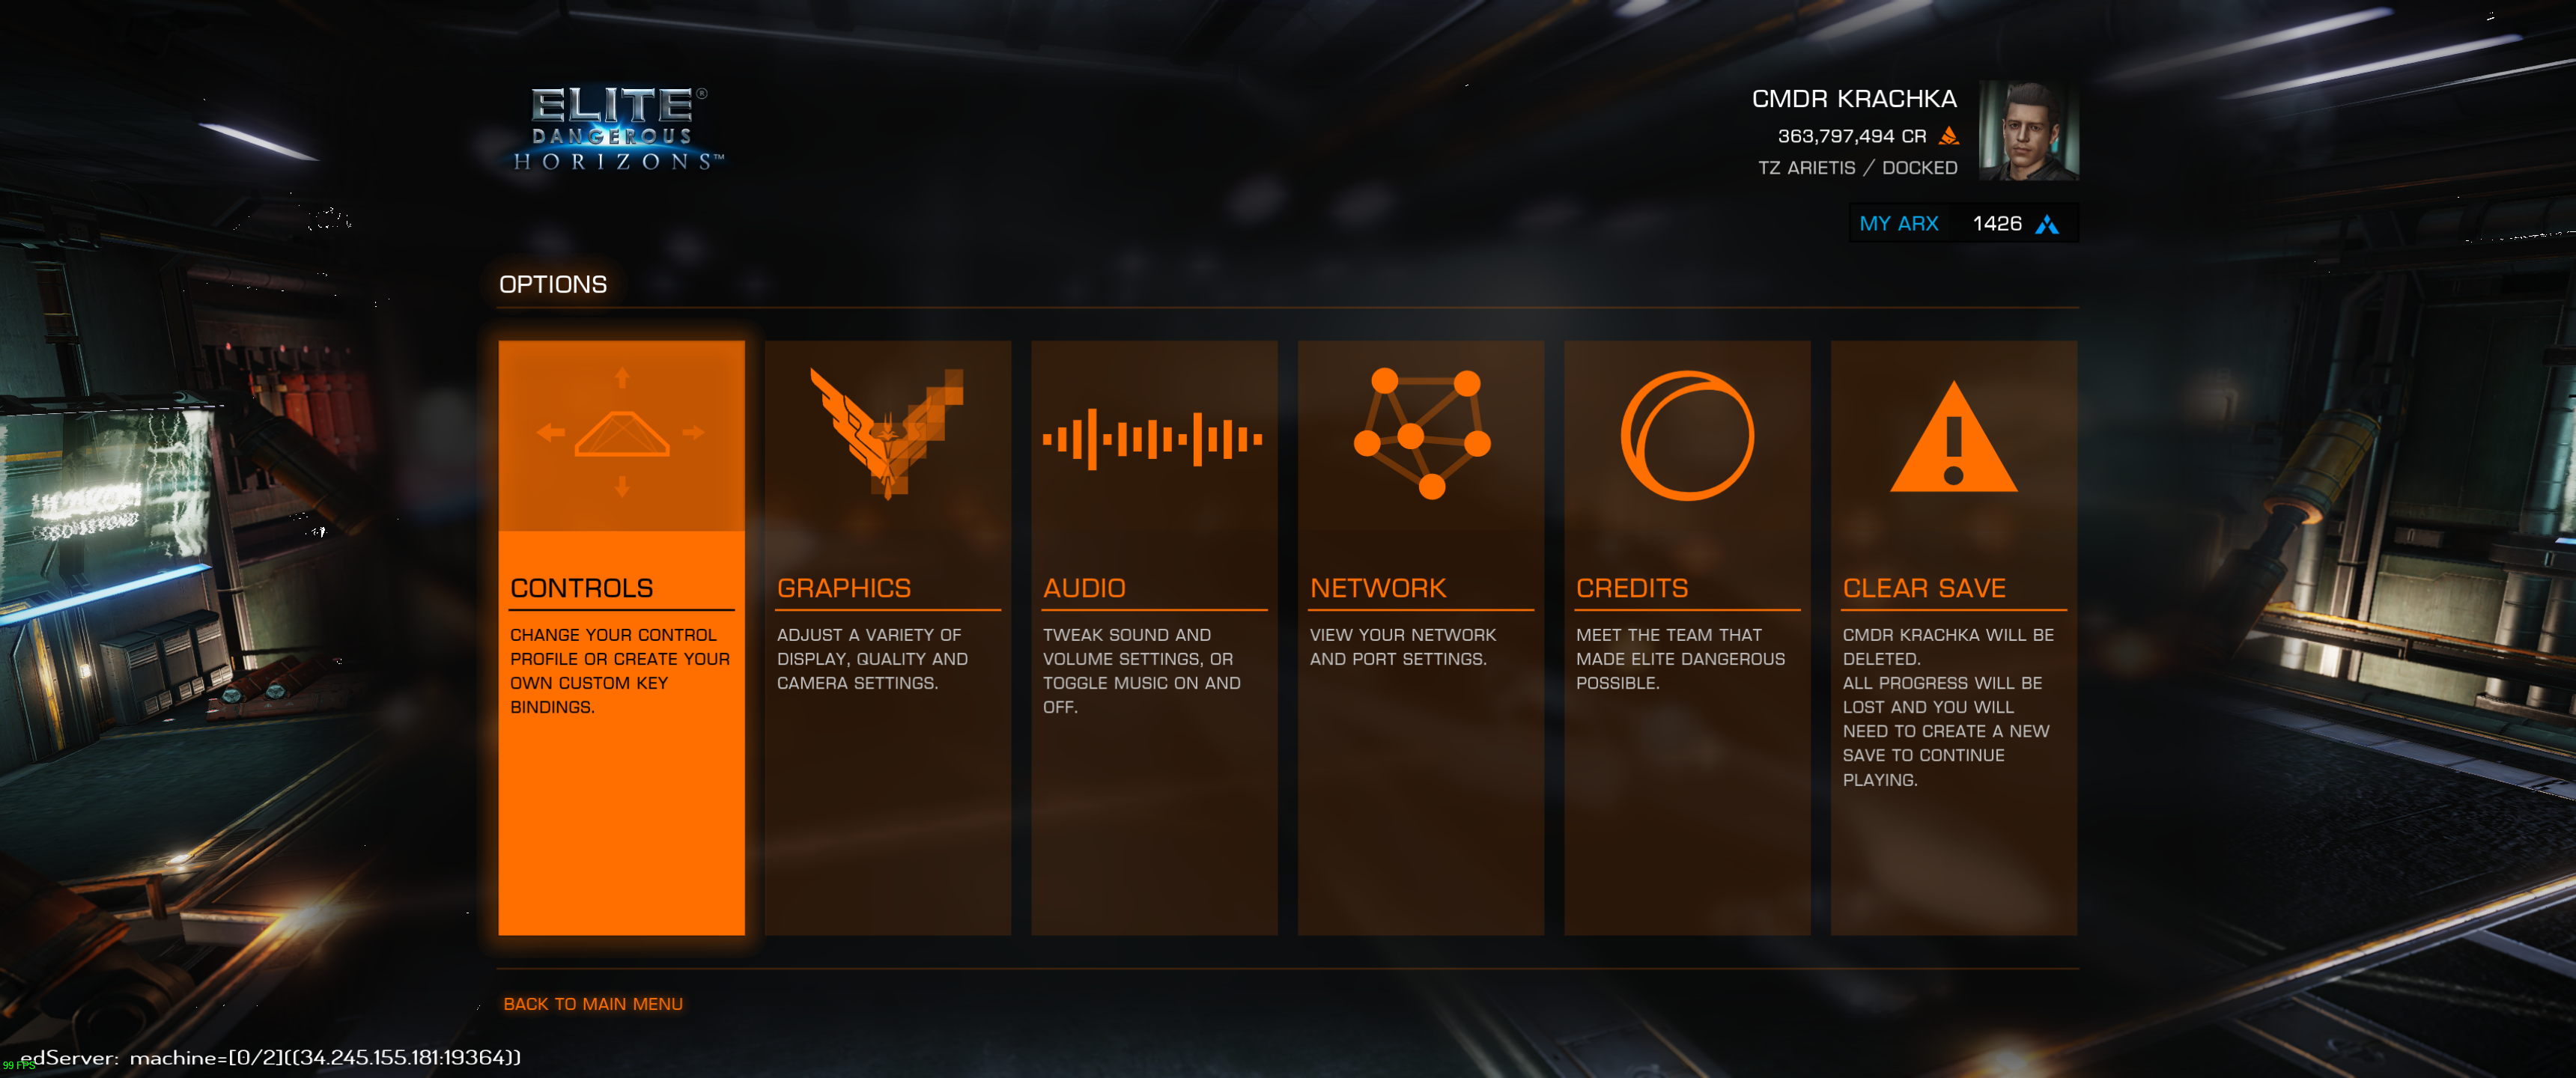 ELITE®
DANGEROUS
HORIZONS™
CMDR KRACHKA
363,797,494 CR
TZ ARIETIS / DOCKED
MY ARX 1426
OPTIONS
CONTROLS
CHANGE YOUR CONTROL
PROFILE OR CREATE YOUR
OWN CUSTOM KEY
BINDINGS.
GRAPHICS
ADJUST A VARIETY OF
DISPLAY, QUALITY AND
CAMERA SETTINGS.
AUDIO
TWEAK SOUND AND
VOLUME SETTINGS, OR
TOGGLE MUSIC ON AND
OFF.
NETWORK
VIEW YOUR NETWORK
AND PORT SETTINGS.
CREDITS
MEET THE TEAM THAT
MADE ELITE DANGEROUS
POSSIBLE.
CLEAR SAVE
CMDR KRACHKA WILL BE
DELETED.
ALL PROGRESS WILL BE
LOST AND YOU WILL
NEED TO CREATE A NEW
SAVE TO CONTINUE
PLAYING.
BACK TO MAIN MENU
edServer: machine=[0/2]((34.245.155.181:19364))
99 FPS